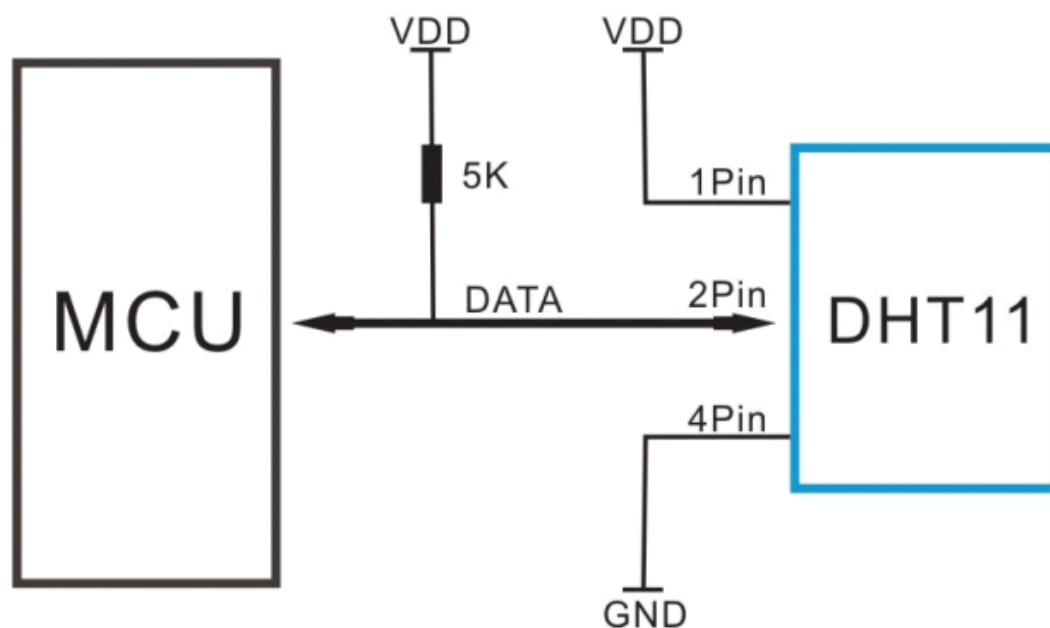 VDD
VDD
5K
1Pin
MCU
DATA
2Pin
DHT11
4Pin
GND